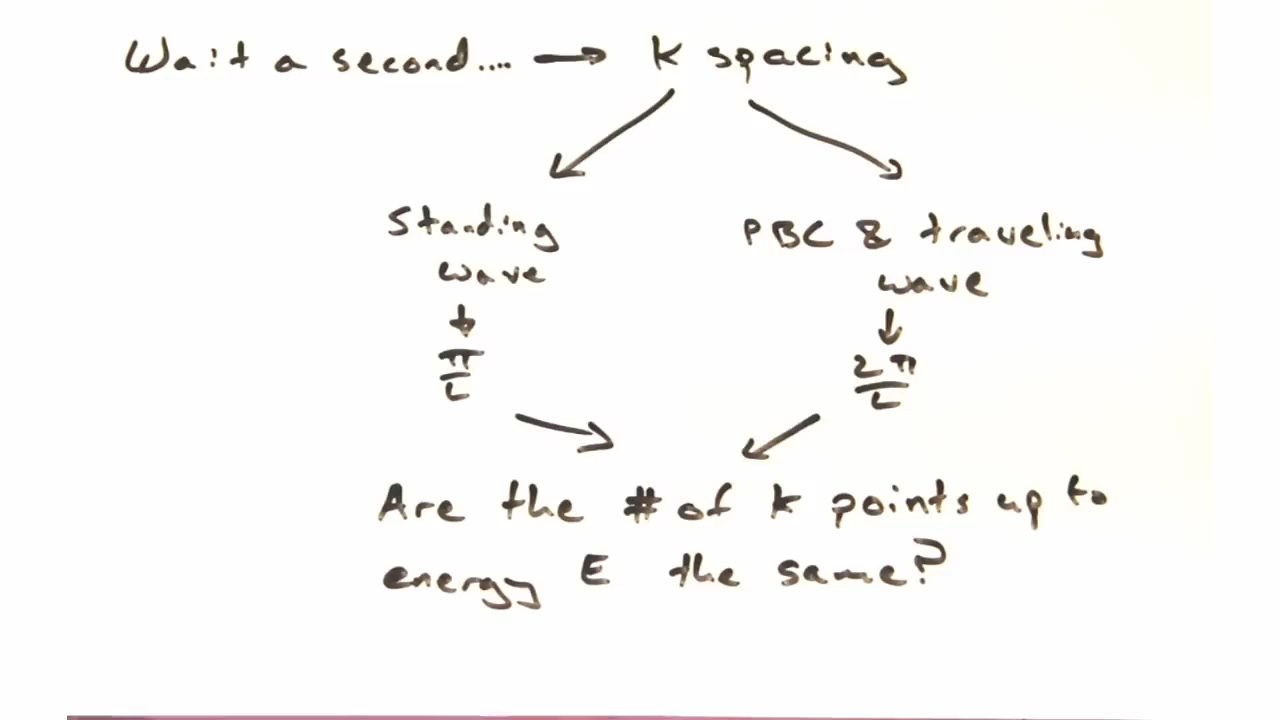 Wait a second.... → k spacing
Standing
wave
↓
π/L
PBC & traveling
wave
↓
2π/L
Are the # of k points up to
energy E the same?